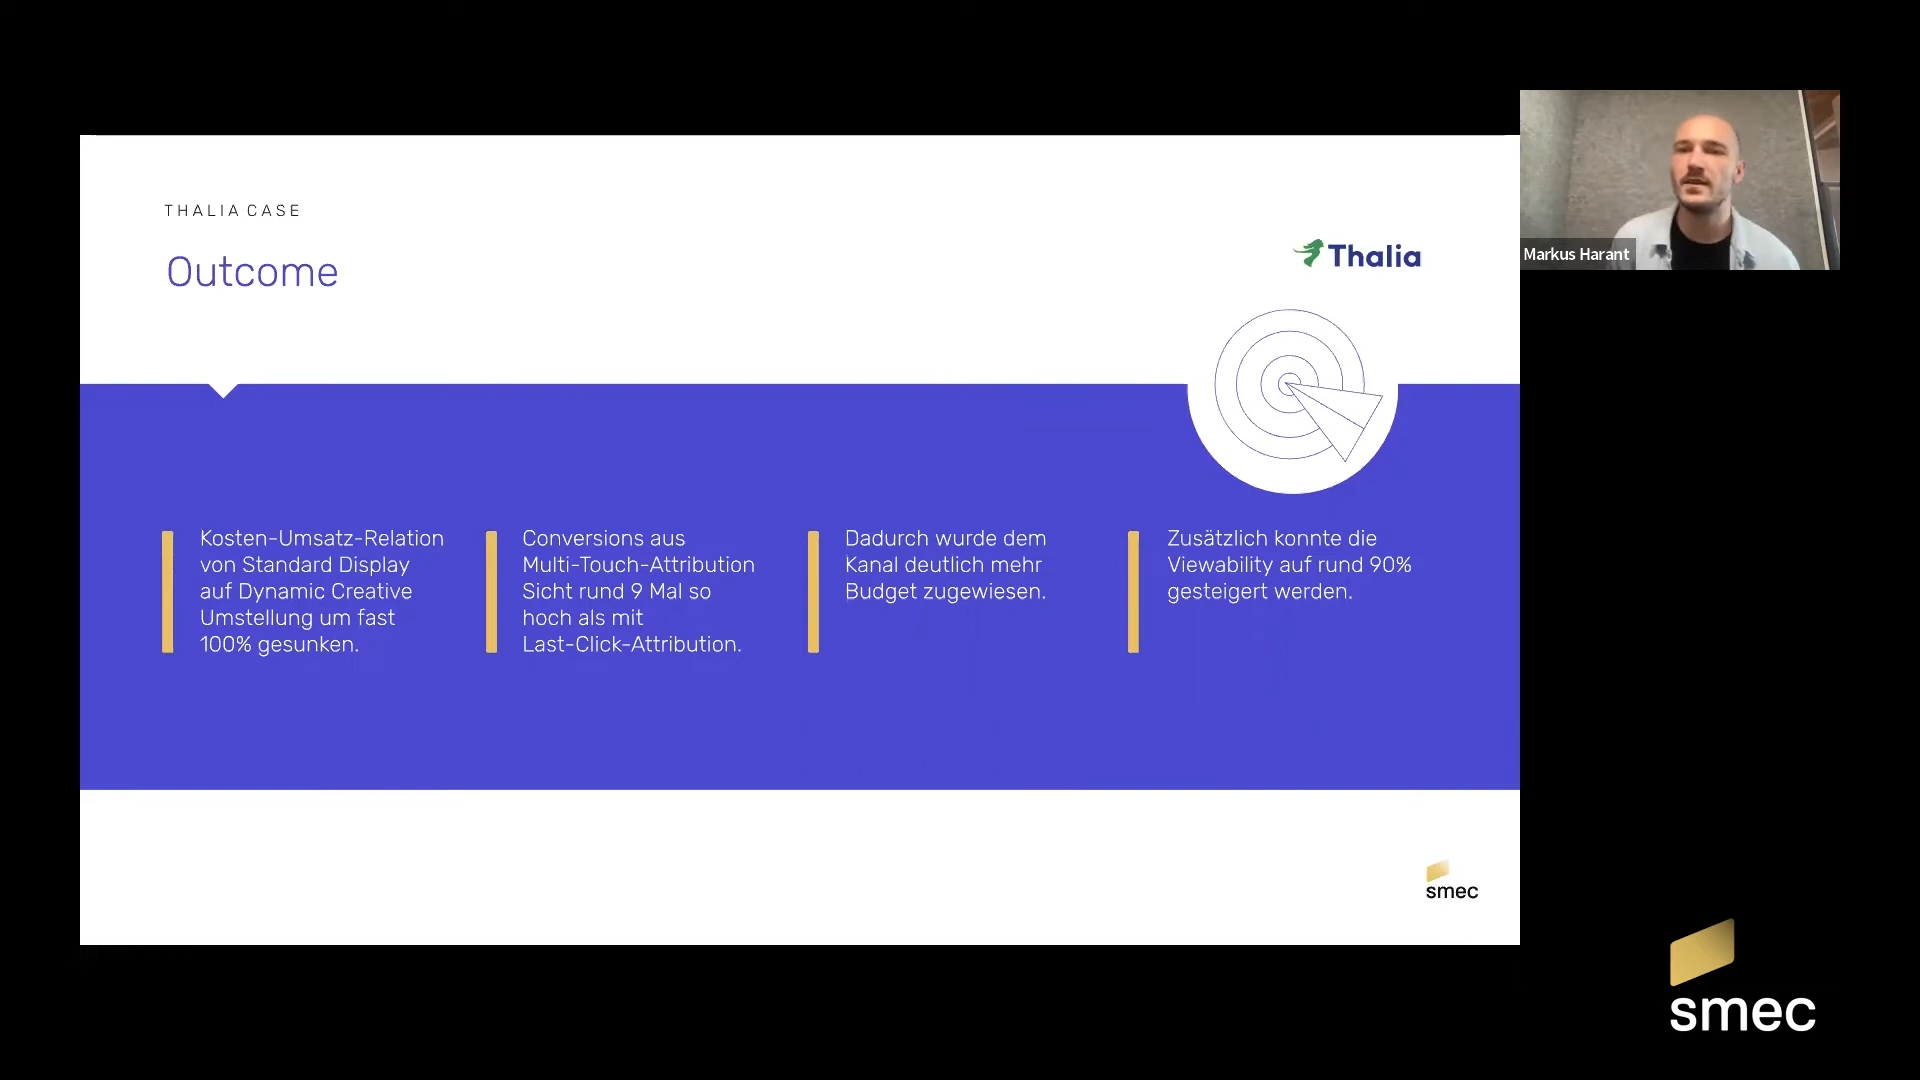 THALIA CASE
Outcome
Thalia
Markus Harant
Kosten-Umsatz-Relation
von Standard Display
auf Dynamic Creative
Umstellung um fast
100% gesunken.
Conversions aus
Multi-Touch-Attribution
Sicht rund 9 Mal so
hoch als mit
Last-Click-Attribution.
Dadurch wurde dem
Kanal deutlich mehr
Budget zugewiesen.
Zusätzlich konnte die
Viewability auf rund 90%
gesteigert werden.
smec
smec